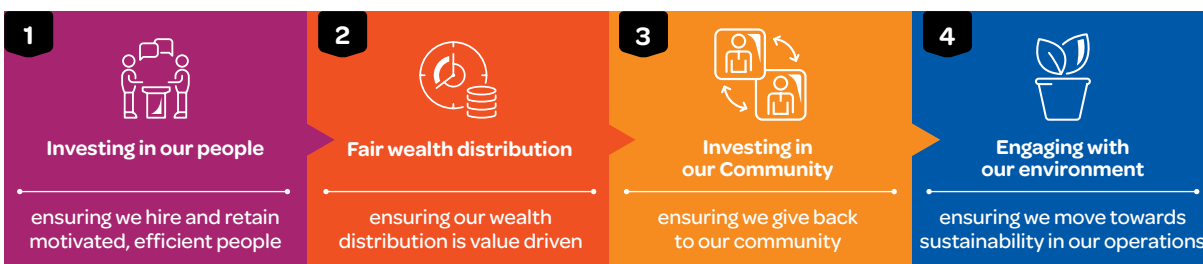 1
Investing in our people
ensuring we hire and retain
motivated, efficient people
2
Fair wealth distribution
ensuring our wealth
distribution is value driven
3
Investing in
our Community
ensuring we give back
to our community
4
Engaging with
our environment
ensuring we move towards
sustainability in our operations